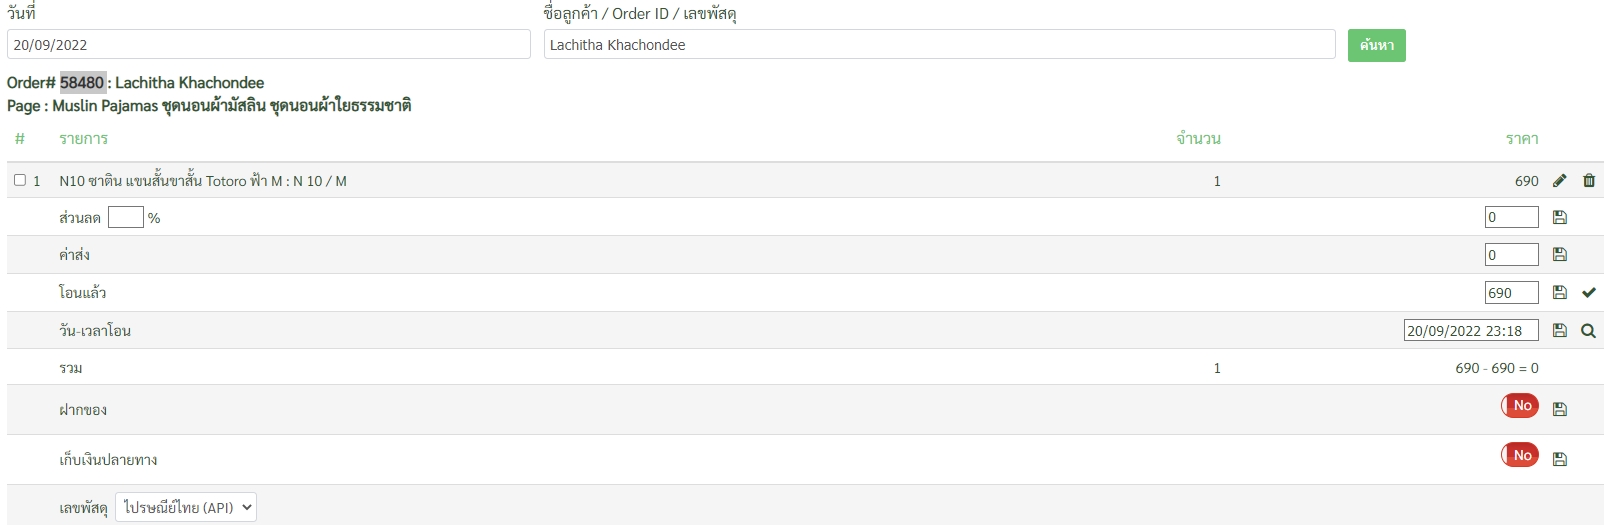 วันที่ ชื่อลูกค้า / Order ID / เลขพัสดุ
20/09/2022 Lachitha Khachondee ค้นหา
Order# 58480 : Lachitha Khachondee
Page : Muslin Pajamas ชุดนอนผ้ามัสลิน ชุดนอนผ้าใยธรรมชาติ
# รายการ จำนวน ราคา
1 N10 ซาติน แขนสั้นขาสั้น Totoro ฟ้า M : N 10 / M 1 690
ส่วนลด % 0
ค่าส่ง 0
โอนแล้ว 690
วัน-เวลาโอน 20/09/2022 23:18
รวม 1 690 - 690 = 0
ฝากของ No
เก็บเงินปลายทาง No
เลขพัสดุ ไปรษณีย์ไทย (API)